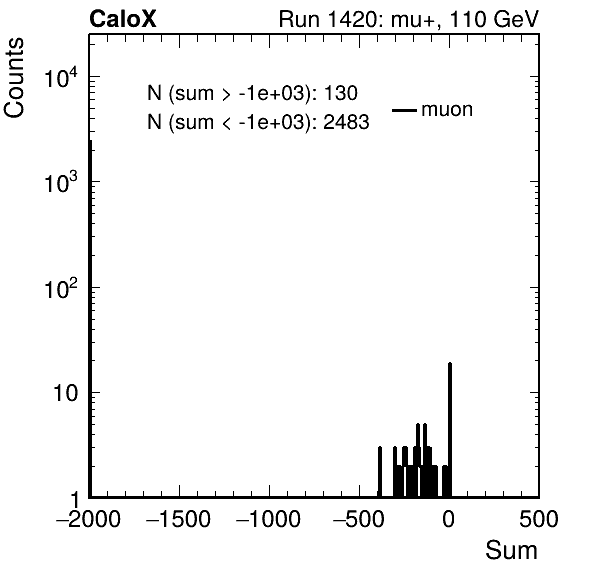 CaloX Run 1420: mu+, 110 GeV
Counts
N (sum > -1e+03): 130
N (sum < -1e+03): 2483
muon
10⁴
10³
10²
10
1
−2000 −1500 −1000 −500 0 500
Sum